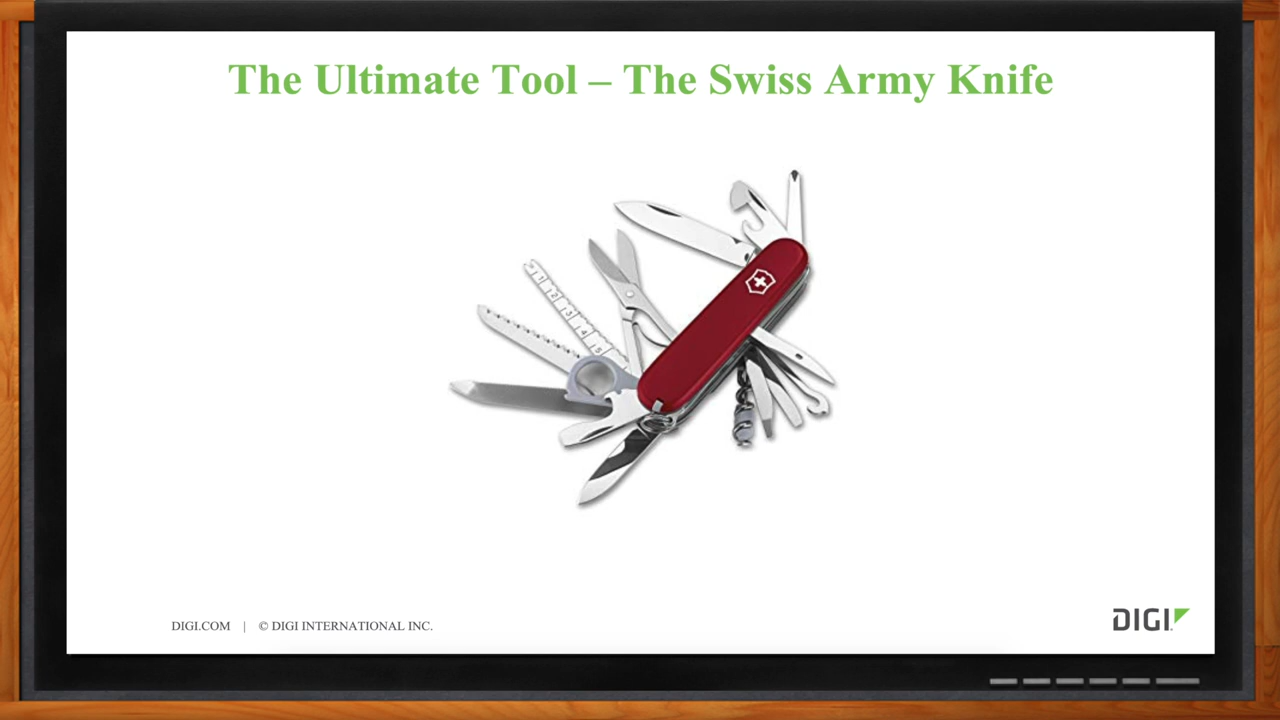 The Ultimate Tool – The Swiss Army Knife
DIGI.COM | © DIGI INTERNATIONAL INC.
DIGI